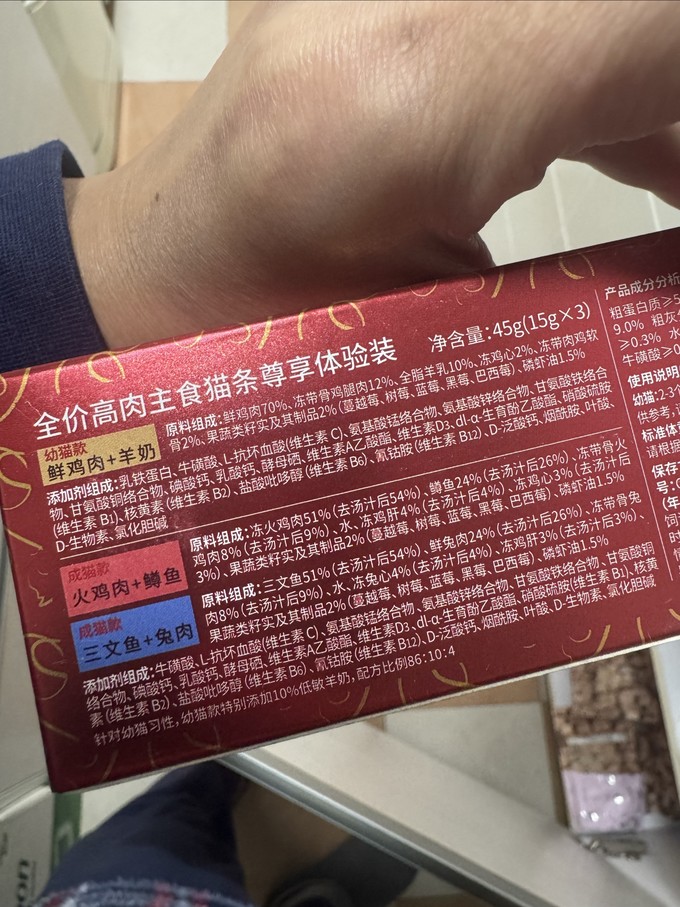 全价高肉主食猫条尊享体验装 净含量:45g(15g×3)
幼猫款
鲜鸡肉+羊奶
原料组成:鲜鸡肉70%、冻带骨鸡腿肉12%、全脂羊乳10%、冻鸡心2%、冻带肉鸡软
骨2%、果蔬类籽实及其制品2%(蔓越莓、树莓、蓝莓、黑莓、巴西莓)、磷虾油1.5%
添加剂组成:乳铁蛋白、牛磺酸、L-抗坏血酸(维生素 C)、氨基酸锰络合物、氨基酸锌络合物、甘氨酸铁络合
物、甘氨酸铜络合物、碘酸钙、乳酸钙、酵母硒、维生素A乙酸酯、维生素D3、dl-α-生育酚乙酸酯、硝酸硫胺
(维生素 B1)、核黄素(维生素 B2)、盐酸吡哆醇(维生素 B6)、氰钴胺(维生素 B12)、D-泛酸钙、烟酰胺、叶酸、
D-生物素、氯化胆碱
成猫款
火鸡肉+鳟鱼
原料组成:冻火鸡肉51%(去汤汁后54%)、鳟鱼24%(去汤汁后26%)、冻带骨火
鸡肉8%(去汤汁后9%)、水、冻鸡肝4%(去汤汁后4%)、冻鸡心3%(去汤汁后
3%)、果蔬类籽实及其制品2%(蔓越莓、树莓、蓝莓、黑莓、巴西莓)、磷虾油1.5%
成猫款
三文鱼+兔肉
原料组成:三文鱼51%(去汤汁后54%)、鲜兔肉24%(去汤汁后26%)、冻带骨兔
肉8%(去汤汁后9%)、水、冻兔心4%(去汤汁后4%)、冻鸡肝3%(去汤汁后3%)、
果蔬类籽实及其制品2%(蔓越莓、树莓、蓝莓、黑莓、巴西莓)、磷虾油1.5%
添加剂组成:牛磺酸、L-抗坏血酸(维生素 C)、氨基酸锰络合物、氨基酸锌络合物、甘氨酸铁络合物、甘氨酸铜
络合物、碘酸钙、乳酸钙、酵母硒、维生素A乙酸酯、维生素D3、dl-α-生育酚乙酸酯、硝酸硫胺(维生素 B1)、核黄
素(维生素 B2)、盐酸吡哆醇(维生素 B6)、氰钴胺(维生素 B12)、D-泛酸钙、烟酰胺、叶酸、D-生物素、氯化胆碱
针对幼猫习性,幼猫款特别添加10%低敏羊奶,配方比例86:10:4
产品成分分析
粗蛋白质≥5
9.0% 粗灰
≥0.3% 水
牛磺酸≥0
使用说明
幼猫:2-3个
供参考,
标准体
请根据
保存